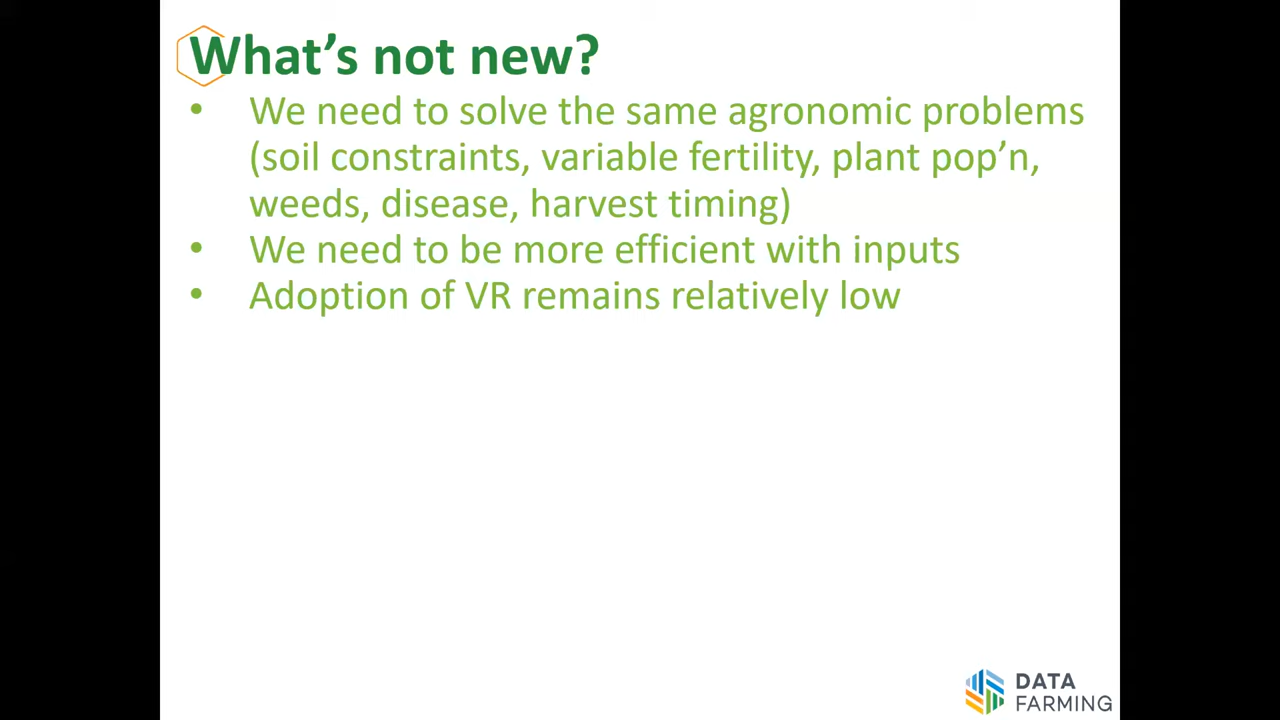 What’s not new?
• We need to solve the same agronomic problems
(soil constraints, variable fertility, plant pop’n,
weeds, disease, harvest timing)
• We need to be more efficient with inputs
• Adoption of VR remains relatively low
DATA
FARMING